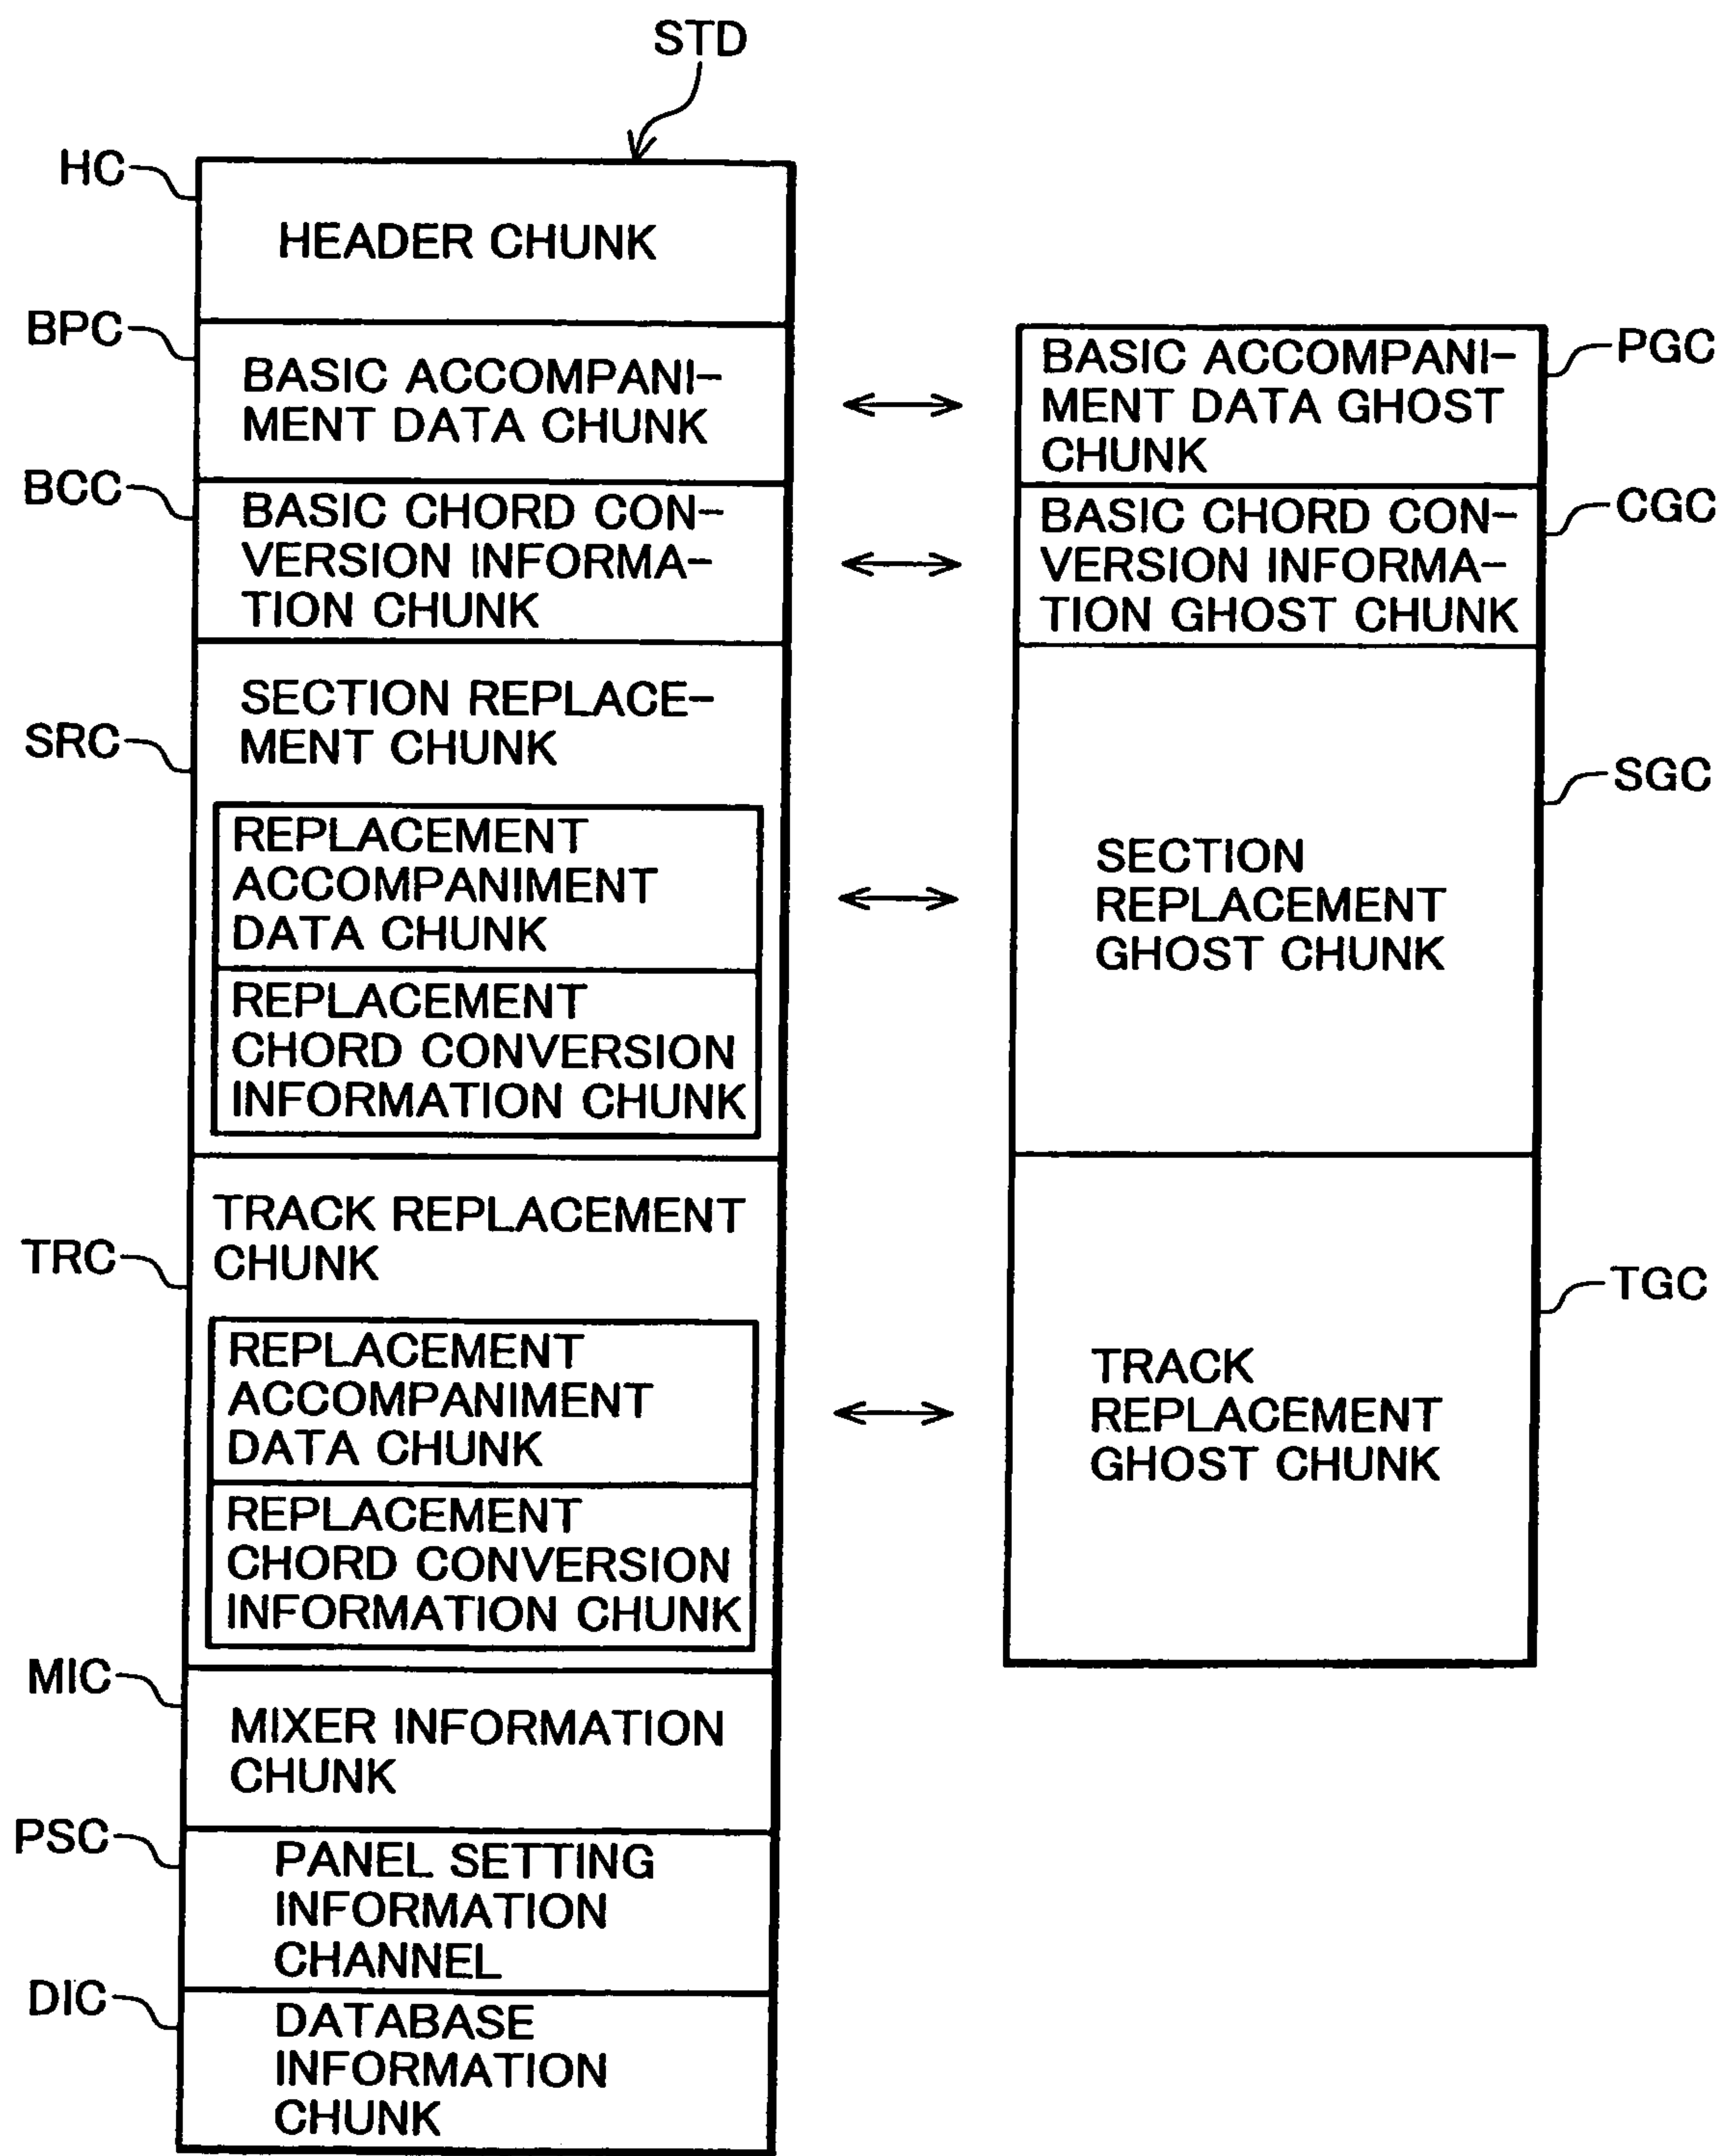 STD
HC
HEADER CHUNK
BPC
BASIC ACCOMPANI-
MENT DATA CHUNK
BCC
BASIC CHORD CON-
VERSION INFORMA-
TION CHUNK
SRC
SECTION REPLACE-
MENT CHUNK
REPLACEMENT
ACCOMPANIMENT
DATA CHUNK
REPLACEMENT
CHORD CONVERSION
INFORMATION CHUNK
TRC
TRACK REPLACEMENT
CHUNK
REPLACEMENT
ACCOMPANIMENT
DATA CHUNK
REPLACEMENT
CHORD CONVERSION
INFORMATION CHUNK
MIC
MIXER INFORMATION
CHUNK
PSC
PANEL SETTING
INFORMATION
CHANNEL
DIC
DATABASE
INFORMATION
CHUNK
BASIC ACCOMPANI-
MENT DATA GHOST
CHUNK
PGC
BASIC CHORD CON-
VERSION INFORMA-
TION GHOST CHUNK
CGC
SECTION
REPLACEMENT
GHOST CHUNK
SGC
TRACK
REPLACEMENT
GHOST CHUNK
TGC